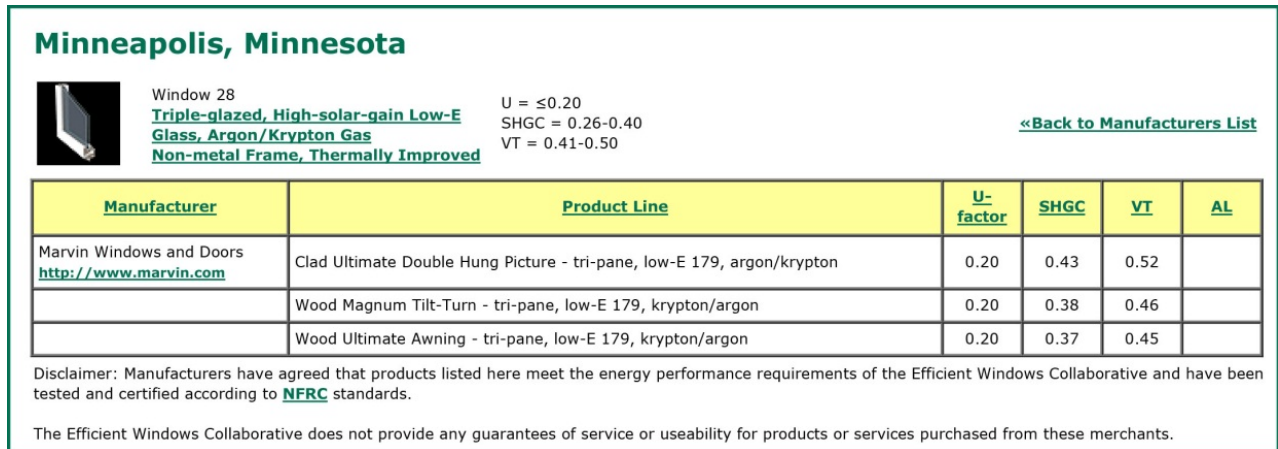 Minneapolis, Minnesota
Window 28
Triple-glazed, High-solar-gain Low-E
Glass, Argon/Krypton Gas
Non-metal Frame, Thermally Improved
U = ≤0.20
SHGC = 0.26-0.40
VT = 0.41-0.50
«Back to Manufacturers List
Manufacturer Product Line U-factor SHGC VT AL
Marvin Windows and Doors
http://www.marvin.com
Clad Ultimate Double Hung Picture - tri-pane, low-E 179, argon/krypton 0.20 0.43 0.52
Wood Magnum Tilt-Turn - tri-pane, low-E 179, krypton/argon 0.20 0.38 0.46
Wood Ultimate Awning - tri-pane, low-E 179, krypton/argon 0.20 0.37 0.45
Disclaimer: Manufacturers have agreed that products listed here meet the energy performance requirements of the Efficient Windows Collaborative and have been
tested and certified according to NFRC standards.
The Efficient Windows Collaborative does not provide any guarantees of service or useability for products or services purchased from these merchants.